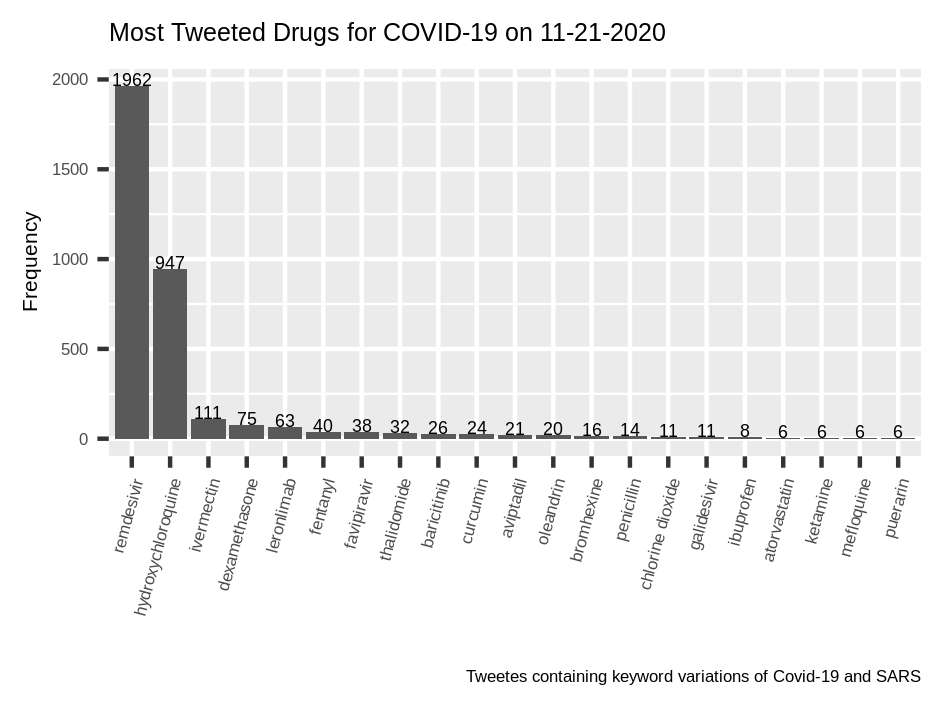 Most Tweeted Drugs for COVID-19 on 11-21-2020
Frequency
2000
1500
1000
500
0
1962
947
111
75
63
40
38
32
26
24
21
20
16
14
11
11
8
6
6
6
6
remdesivir
hydroxychloroquine
ivermectin
dexamethasone
leronlimab
fentanyl
favipiravir
thalidomide
baricitinib
curcumin
aviptadil
oleandrin
bromhexine
penicillin
chlorine dioxide
galidesivir
ibuprofen
atorvastatin
ketamine
mefloquine
puerarin
Tweetes containing keyword variations of Covid-19 and SARS